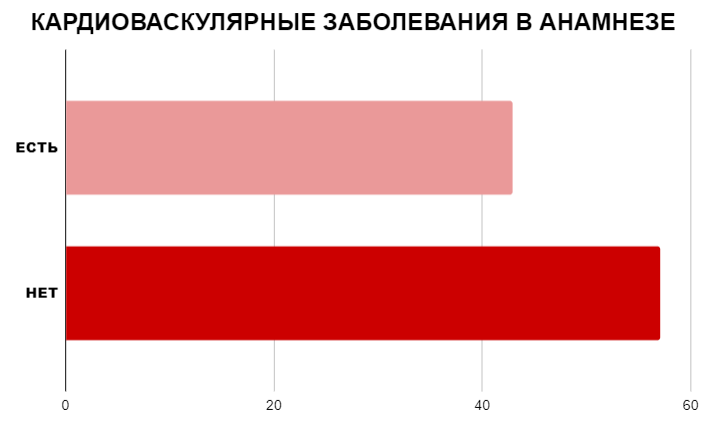 КАРДИОВАСКУЛЯРНЫЕ ЗАБОЛЕВАНИЯ В АНАМНЕЗЕ
ЕСТЬ
НЕТ
0 20 40 60